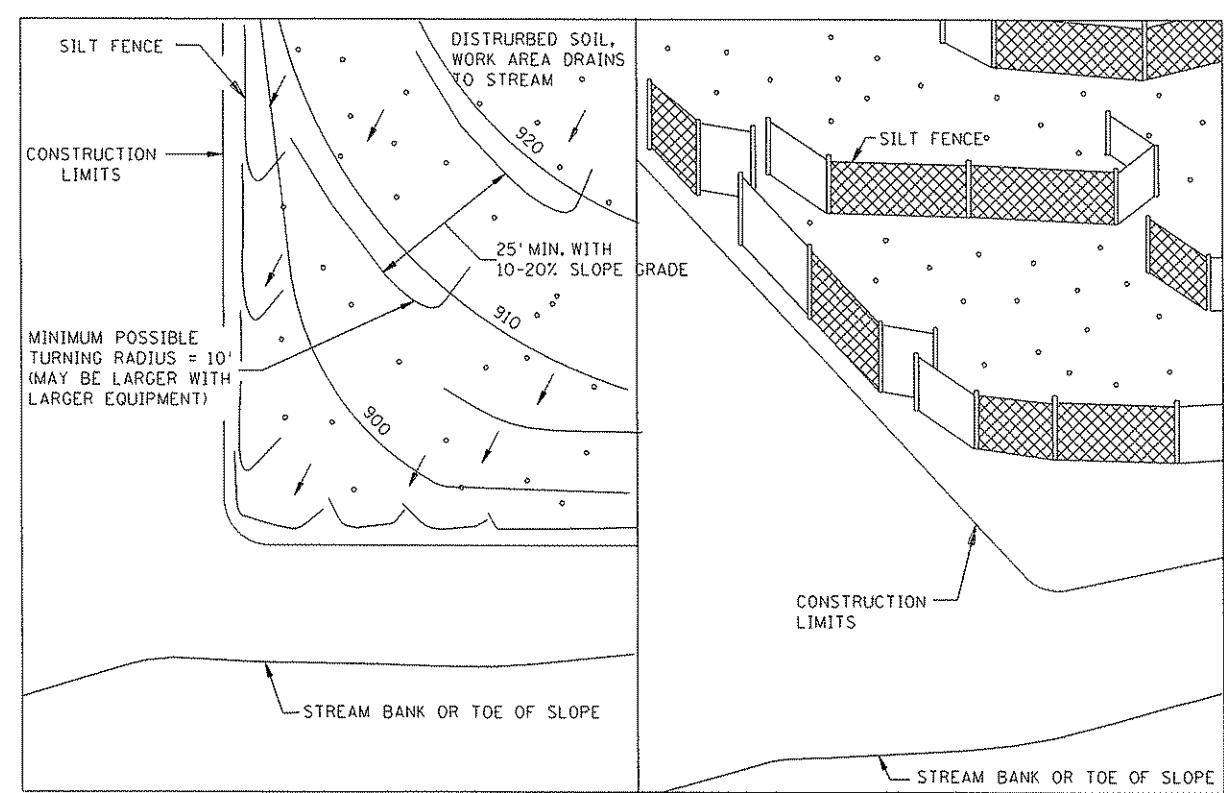 SILT FENCE
DISTRURBED SOIL,
WORK AREA DRAINS
TO STREAM
920
CONSTRUCTION
LIMITS
25' MIN. WITH
10-20% SLOPE GRADE
910
MINIMUM POSSIBLE
TURNING RADIUS = 10'
(MAY BE LARGER WITH
LARGER EQUIPMENT)
900
STREAM BANK OR TOE OF SLOPE
SILT FENCE
CONSTRUCTION
LIMITS
STREAM BANK OR TOE OF SLOPE